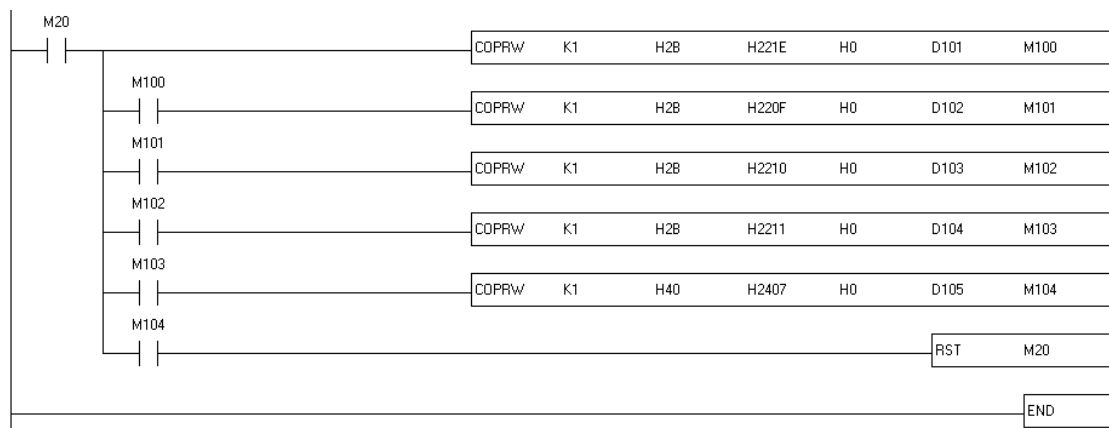 M20
COPRW K1 H2B H221E H0 D101 M100
M100
COPRW K1 H2B H220F H0 D102 M101
M101
COPRW K1 H2B H2210 H0 D103 M102
M102
COPRW K1 H2B H2211 H0 D104 M103
M103
COPRW K1 H40 H2407 H0 D105 M104
M104
RST M20
END